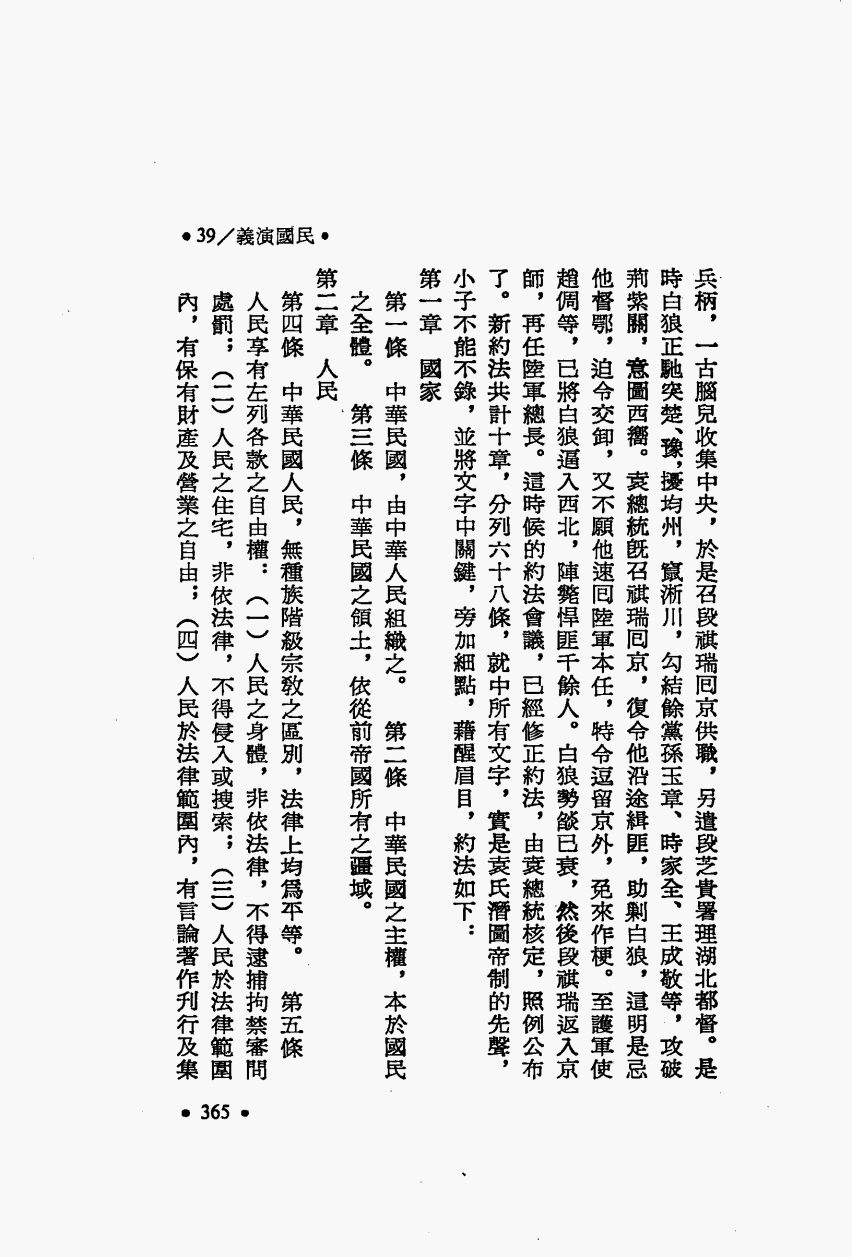 •39／義演國民•
兵柄，一古腦兒收集中央，於是召段祺瑞囘京供職，另遣段芝貴署理湖北都督。是
時白狼正馳突楚、豫，擾均州，竄淅川，勾結餘黨孫玉章、時家全、王成敬等，攻破
荊紫關，意圖西嚮。袁總統旣召祺瑞囘京，復令他沿途緝匪，助剿白狼，這明是忌
他督鄂，迫令交卸，又不願他速囘陸軍本任，特令逗留京外，免來作梗。至護軍使
趙倜等，已將白狼逼入西北，陣斃悍匪千餘人。白狼勢燄已衰，然後段祺瑞返入京
師，再任陸軍總長。這時候的約法會議，已經修正約法，由袁總統核定，照例公布
了。新約法共計十章，分列六十八條，就中所有文字，實是袁氏潛圖帝制的先聲，
小子不能不錄，並將文字中關鍵，旁加細點，藉醒眉目，約法如下：
第一章　國家
第一條　中華民國，由中華人民組織之。　第二條　中華民國之主權，本於國民
之全體。　第三條　中華民國之領土，依從前帝國所有之疆域。
第二章　人民
第四條　中華民國人民，無種族階級宗敎之區別，法律上均爲平等。　第五條
人民享有左列各款之自由權：（一）人民之身體，非依法律，不得逮捕拘禁審問
處罰；（二）人民之住宅，非依法律，不得侵入或搜索；（三）人民於法律範圍
內，有保有財產及營業之自由；（四）人民於法律範圍內，有言論著作刋行及集
•365•